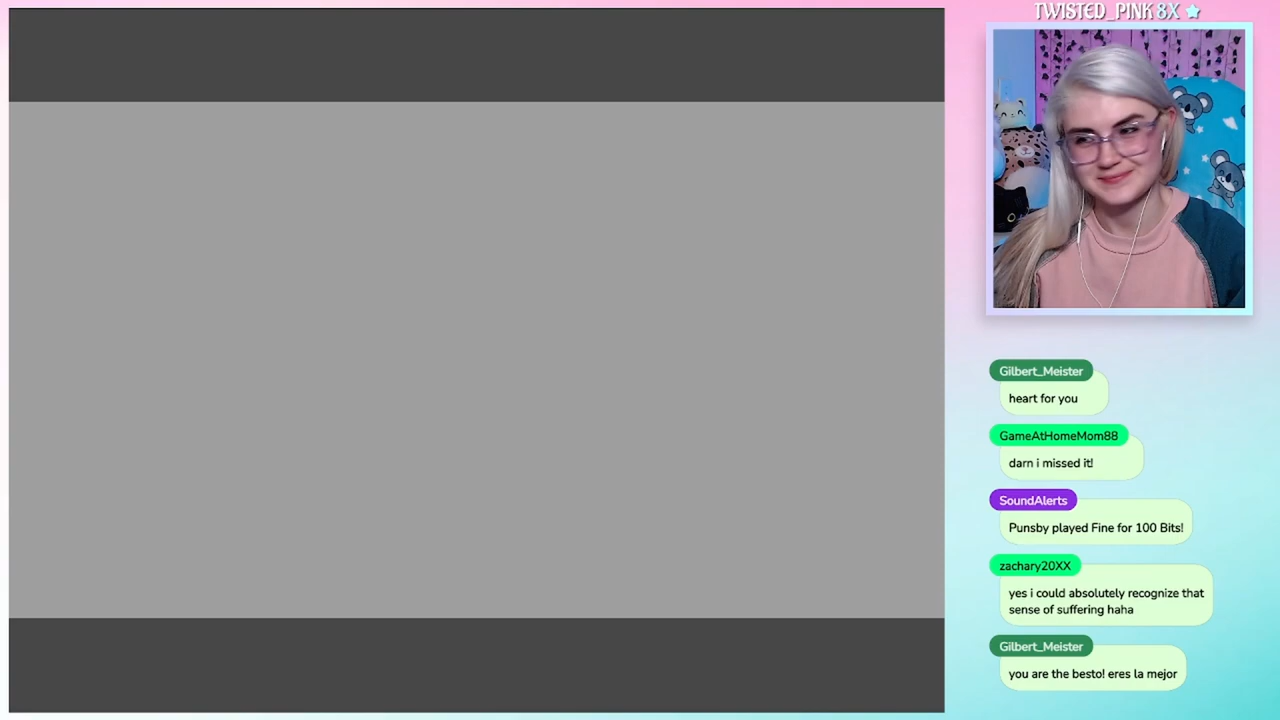 TWISTED_PINK 8X
Gilbert_Meister
heart for you
GameAtHomeMom88
darn i missed it!
SoundAlerts
Punsby played Fine for 100 Bits!
zachary20XX
yes i could absolutely recognize that
sense of suffering haha
Gilbert_Meister
you are the besto! eres la mejor